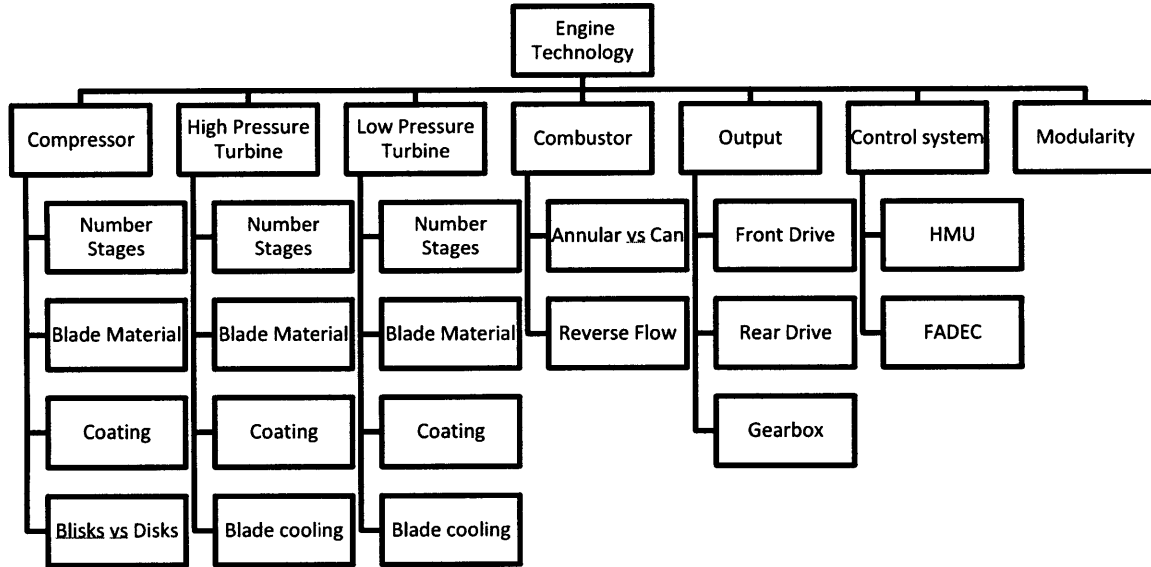 Engine
Technology
Compressor
High Pressure
Turbine
Low Pressure
Turbine
Combustor
Output
Control system
Modularity
Number
Stages
Number
Stages
Number
Stages
Annular vs Can
Front Drive
HMU
Blade Material
Blade Material
Blade Material
Reverse Flow
Rear Drive
FADEC
Coating
Coating
Coating
Gearbox
Blisks vs Disks
Blade cooling
Blade cooling